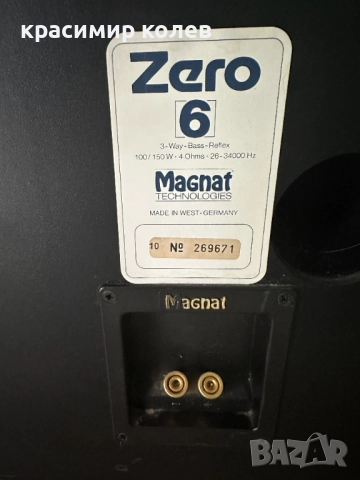 красимир колев
Zero
6
3-Way-Bass-Reflex
100/150 W · 4 Ohms · 26-34000 Hz
Magnat
TECHNOLOGIES
MADE IN WEST-GERMANY
10 № 269671
Magnat
BAZAR